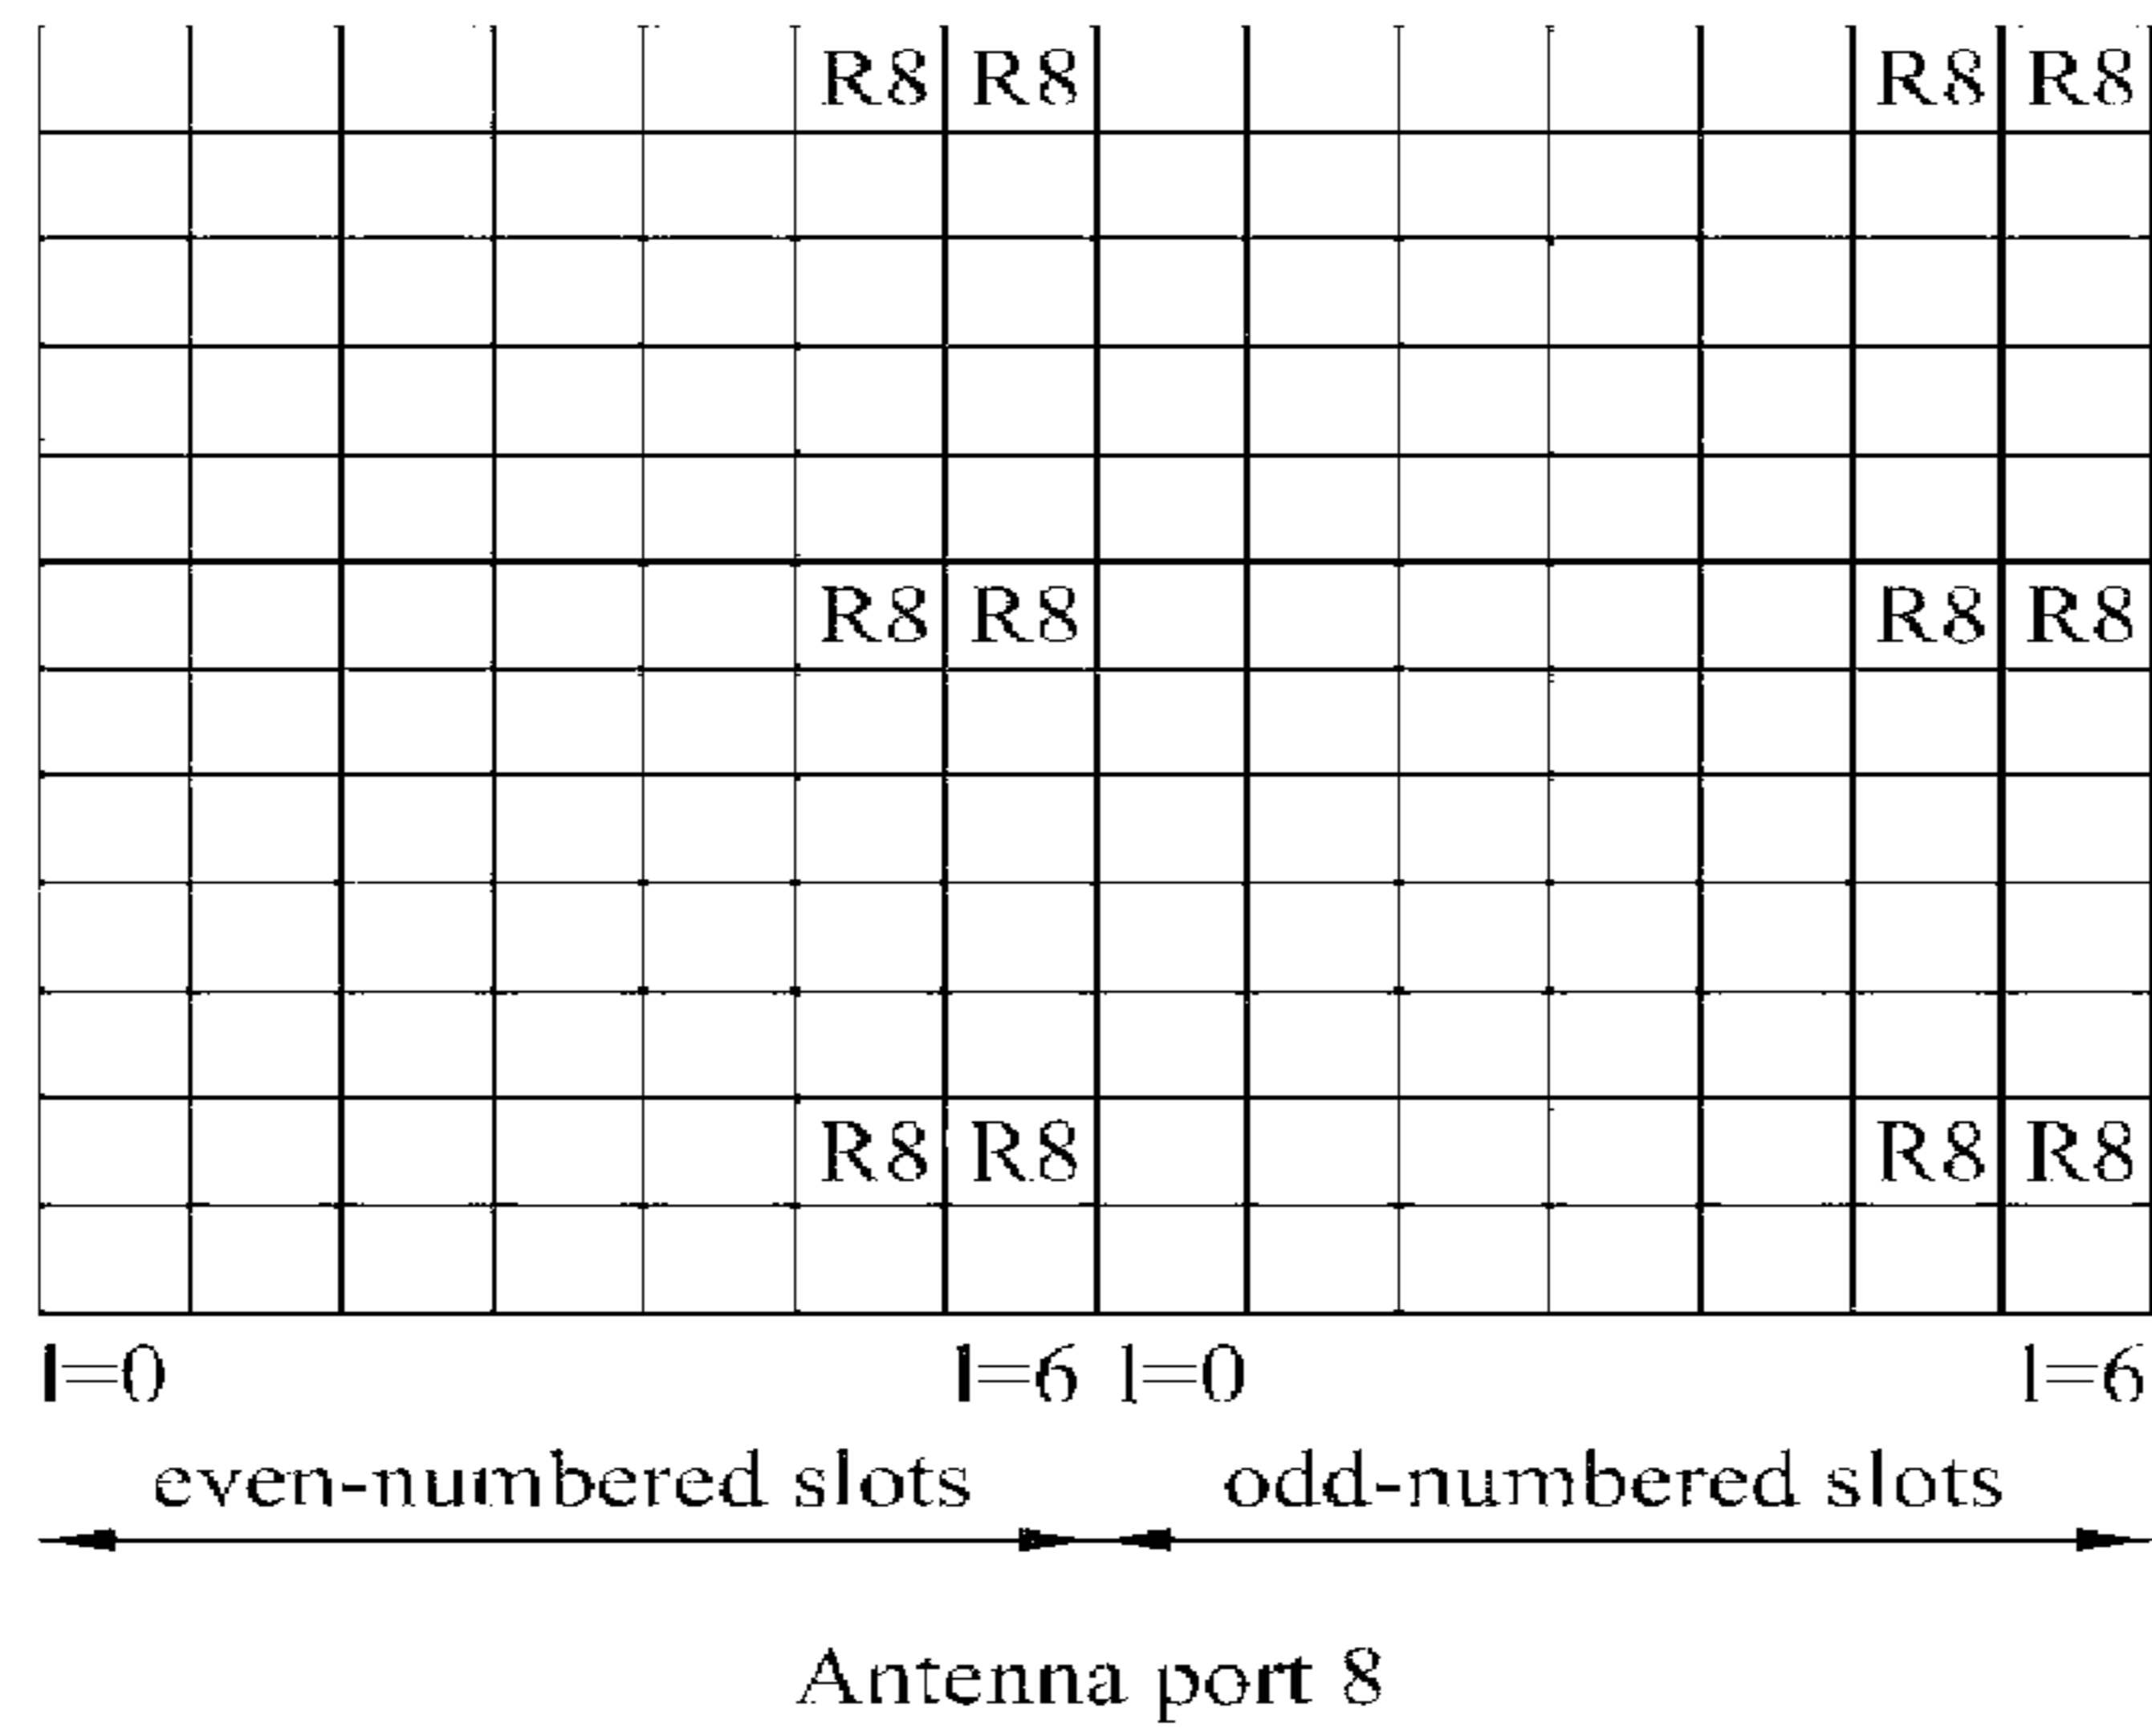 R8 R8 R8 R8
R8 R8 R8 R8
R8 R8 R8 R8
l=0 l=6 l=0 l=6
even-numbered slots odd-numbered slots
Antenna port 8